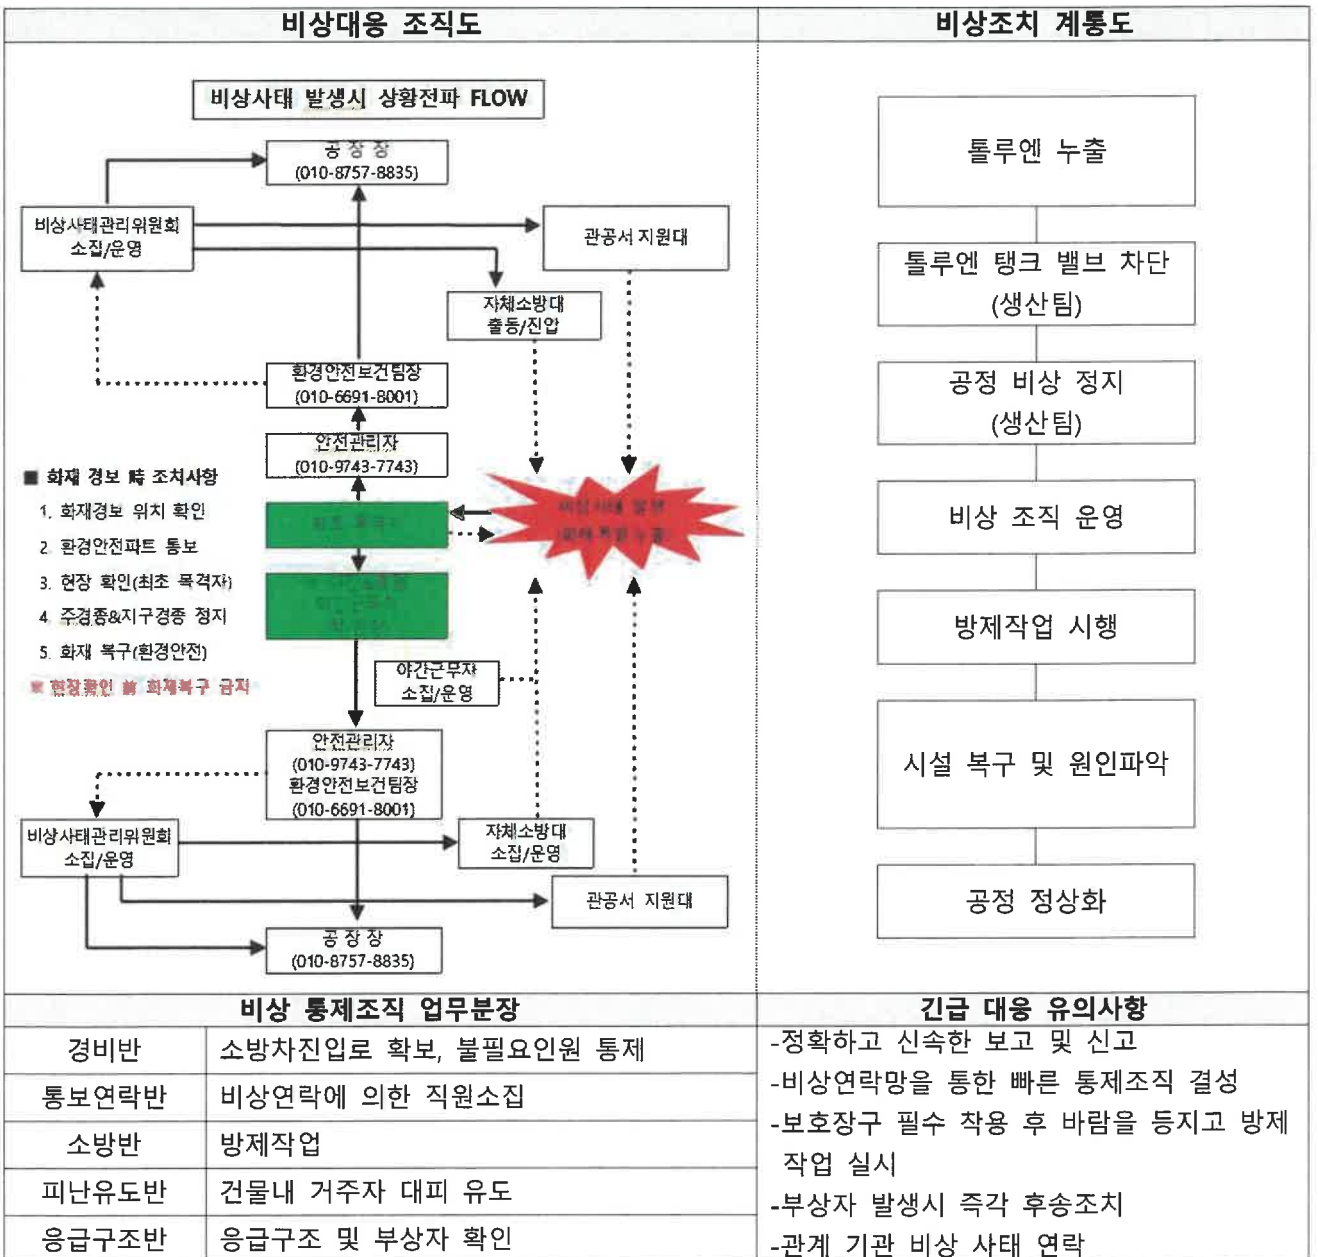 비상대응 조직도
비상사태 발생시 상황전파 FLOW
공 장 장
(010-8757-8835)
비상사태관리위원회
소집/운영
관공서 지원대
자체소방대
출동/진압
환경안전보건팀장
(010-6691-8001)
안전관리자
(010-9743-7743)
■ 화재 경보 時 조치사항
1. 화재경보 위치 확인
2. 환경안전파트 통보
3. 현장 확인(최초 목격자)
4. 주경종&지구경종 정지
5. 화재 복구(환경안전)
※ 현장확인 前 화재복구 금지
비상사태 발생
최초
야간근무자
소집/운영
안전관리자
(010-9743-7743)
환경안전보건팀장
(010-6691-8001)
비상사태관리위원회
소집/운영
자체소방대
소집/운영
관공서 지원대
공 장 장
(010-8757-8835)
비상조치 계통도
톨루엔 누출
톨루엔 탱크 밸브 차단
(생산팀)
공정 비상 정지
(생산팀)
비상 조직 운영
방제작업 시행
시설 복구 및 원인파악
공정 정상화
비상 통제조직 업무분장
경비반 소방차진입로 확보, 불필요인원 통제
통보연락반 비상연락에 의한 직원소집
소방반 방제작업
피난유도반 건물내 거주자 대피 유도
응급구조반 응급구조 및 부상자 확인
긴급 대응 유의사항
-정확하고 신속한 보고 및 신고
-비상연락망을 통한 빠른 통제조직 결성
-보호장구 필수 착용 후 바람을 등지고 방제
작업 실시
-부상자 발생시 즉각 후송조치
-관계 기관 비상 사태 연락